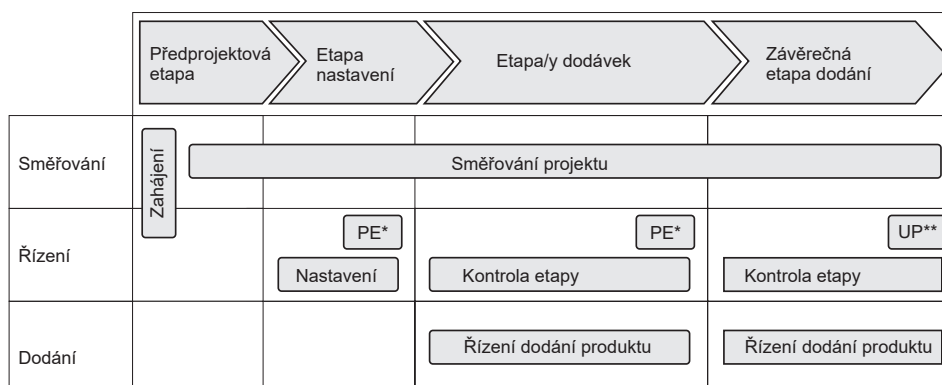 Předprojektová
etapa
Etapa
nastavení
Etapa/y dodávek
Závěrečná
etapa dodání
Směřování
Zahájení
Směřování projektu
Řízení
PE*
PE*
UP**
Nastavení
Kontrola etapy
Kontrola etapy
Dodání
Řízení dodání produktu
Řízení dodání produktu